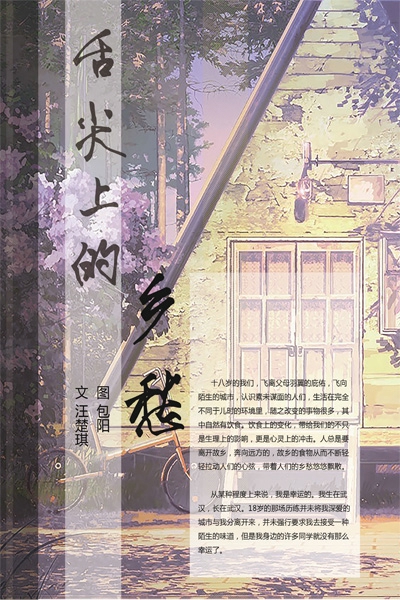 舌尖上的
乡愁
图 包阳
文 汪楚琪
十八岁的我们，飞离父母羽翼的庇佑，飞向
陌生的城市，认识素未谋面的人们，生活在完全
不同于儿时的环境里，随之改变的事物很多，其
中自然有饮食。饮食上的变化，带给我们的不只
是生理上的影响，更是心灵上的冲击。人总是要
离开故乡，奔向远方的，故乡的食物从而不断轻
轻拉动人们的心弦，带着人们的乡愁悠悠飘散。
从某种程度上来说，我是幸运的。我生在武
汉，长在武汉。18岁的那场历练并未将我深爱的
城市与我分离开来，并未强行要求我去接受一种
陌生的味道，但是我身边的许多同学就没有那么
幸运了。